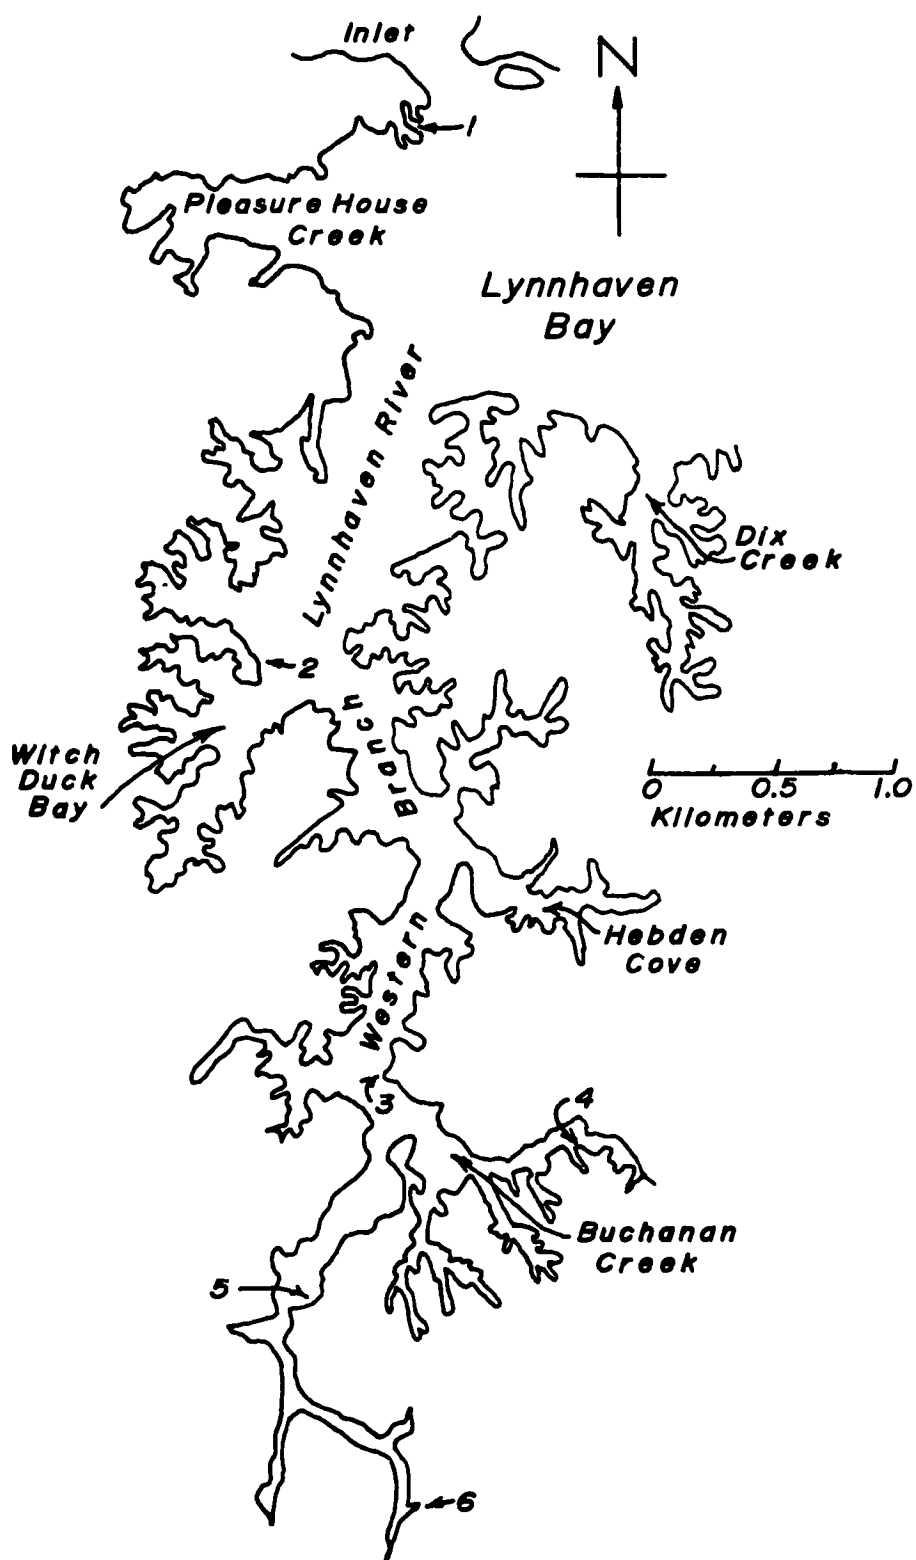 Inlet
N
1
Pleasure House
Creek
Lynnhaven
Bay
Lynnhaven River
Dix
Creek
2
Branch
Witch
Duck
Bay
0 0.5 1.0
Kilometers
Hebden
Cove
Western
3
4
Buchanan
Creek
5
6